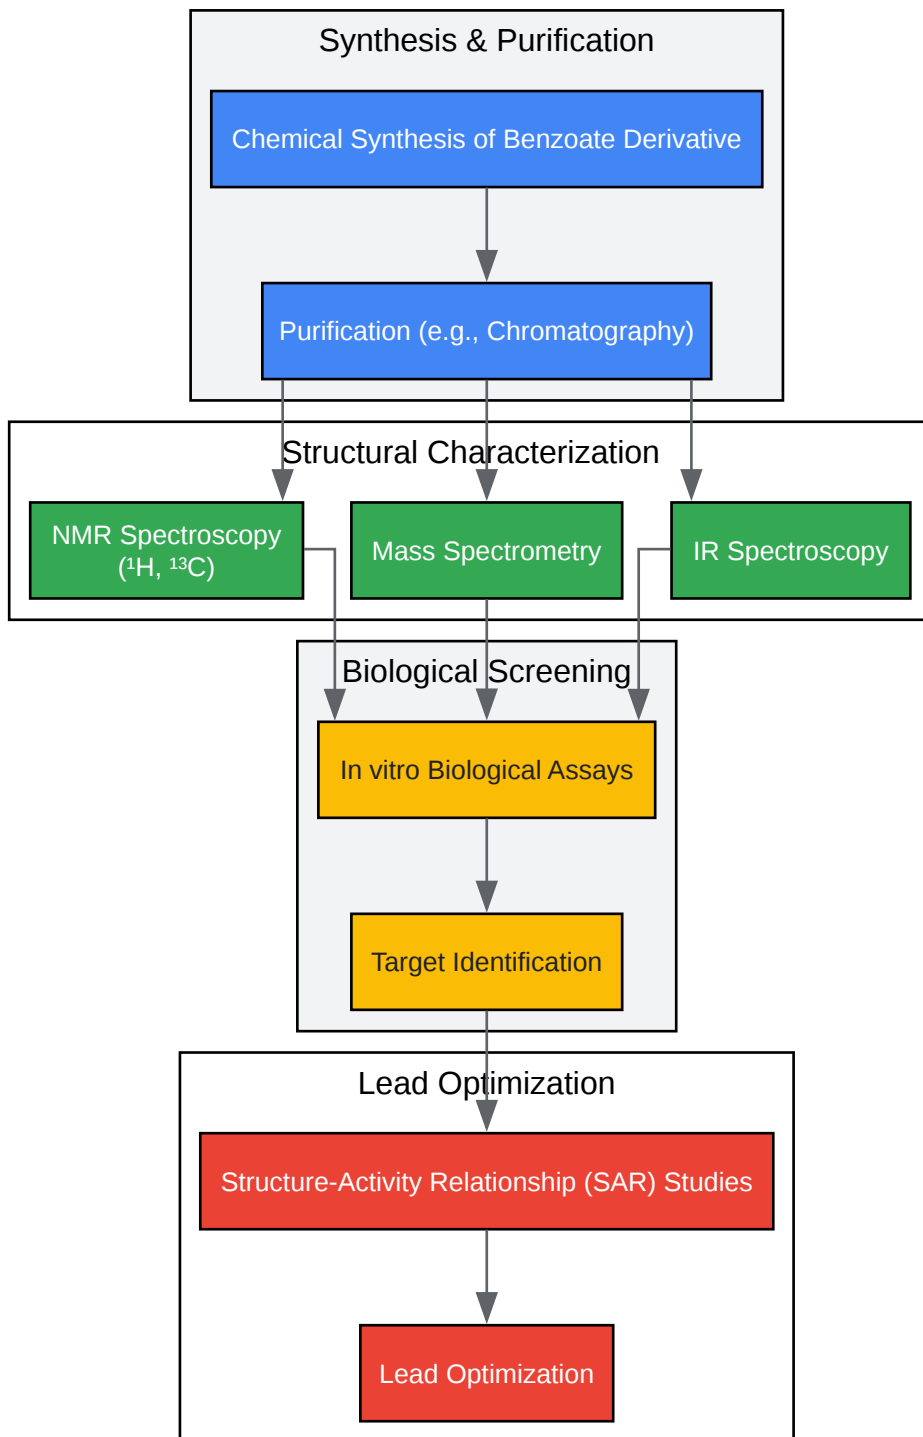 Synthesis & Purification
Chemical Synthesis of Benzoate Derivative
Purification (e.g., Chromatography)
Structural Characterization
NMR Spectroscopy
(¹H, ¹³C)
Mass Spectrometry
IR Spectroscopy
Biological Screening
In vitro Biological Assays
Target Identification
Lead Optimization
Structure-Activity Relationship (SAR) Studies
Lead Optimization